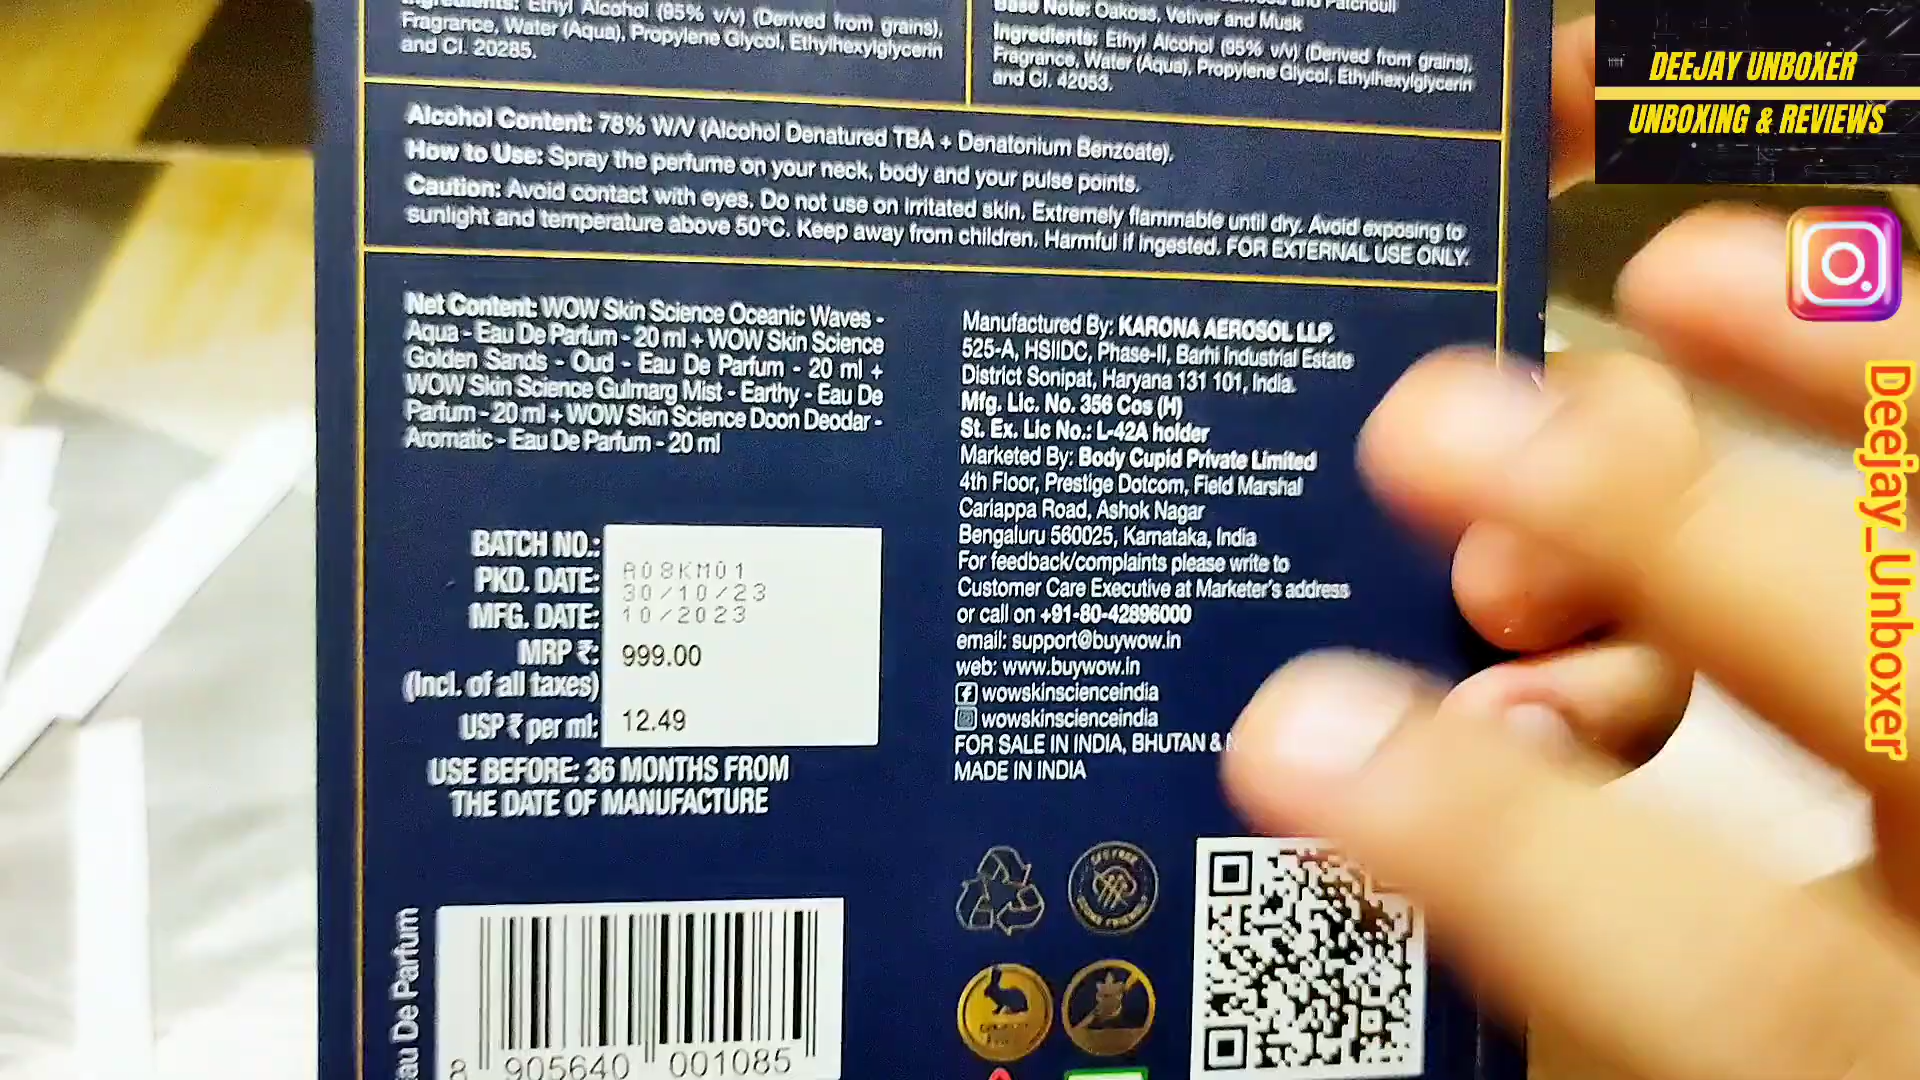 Ingredients: Ethyl Alcohol (95% v/v) (Derived from grains),
Fragrance, Water (Aqua), Propylene Glycol, Ethylhexylglycerin
and CI. 20285.
and Patchouli
Base Note: Oakoss, Vetiver and Musk
Ingredients: Ethyl Alcohol (95% v/v) (Derived from grains),
Fragrance, Water (Aqua), Propylene Glycol, Ethylhexylglycerin
and CI. 42053.
Alcohol Content: 78% W/V (Alcohol Denatured TBA + Denatonium Benzoate).
How to Use: Spray the perfume on your neck, body and your pulse points.
Caution: Avoid contact with eyes. Do not use on irritated skin. Extremely flammable until dry. Avoid exposing to
sunlight and temperature above 50°C. Keep away from children. Harmful if ingested. FOR EXTERNAL USE ONLY.
Net Content: WOW Skin Science Oceanic Waves -
Aqua - Eau De Parfum - 20 ml + WOW Skin Science
Golden Sands - Oud - Eau De Parfum - 20 ml +
WOW Skin Science Gulmarg Mist - Earthy - Eau De
Parfum - 20 ml + WOW Skin Science Doon Deodar -
Aromatic - Eau De Parfum - 20 ml
BATCH NO.: A08KM01
PKD. DATE: 30/10/23
MFG. DATE: 10/2023
MRP ₹: 999.00
(Incl. of all taxes)
USP ₹ per ml: 12.49
USE BEFORE: 36 MONTHS FROM
THE DATE OF MANUFACTURE
Manufactured By: KARONA AEROSOL LLP.
525-A, HSIIDC, Phase-II, Barhi Industrial Estate
District Sonipat, Haryana 131 101, India.
Mfg. Lic. No. 356 Cos (H)
St. Ex. Lic No.: L-42A holder
Marketed By: Body Cupid Private Limited
4th Floor, Prestige Dotcom, Field Marshal
Cariappa Road, Ashok Nagar
Bengaluru 560025, Karnataka, India
For feedback/complaints please write to
Customer Care Executive at Marketer's address
or call on +91-80-42896000
email: support@buywow.in
web: www.buywow.in
wowskinscienceindia
wowskinscienceindia
FOR SALE IN INDIA, BHUTAN &
MADE IN INDIA
Eau De Parfum
8 905640 001085
DEEJAY UNBOXER
UNBOXING & REVIEWS
Deejay_Unboxer